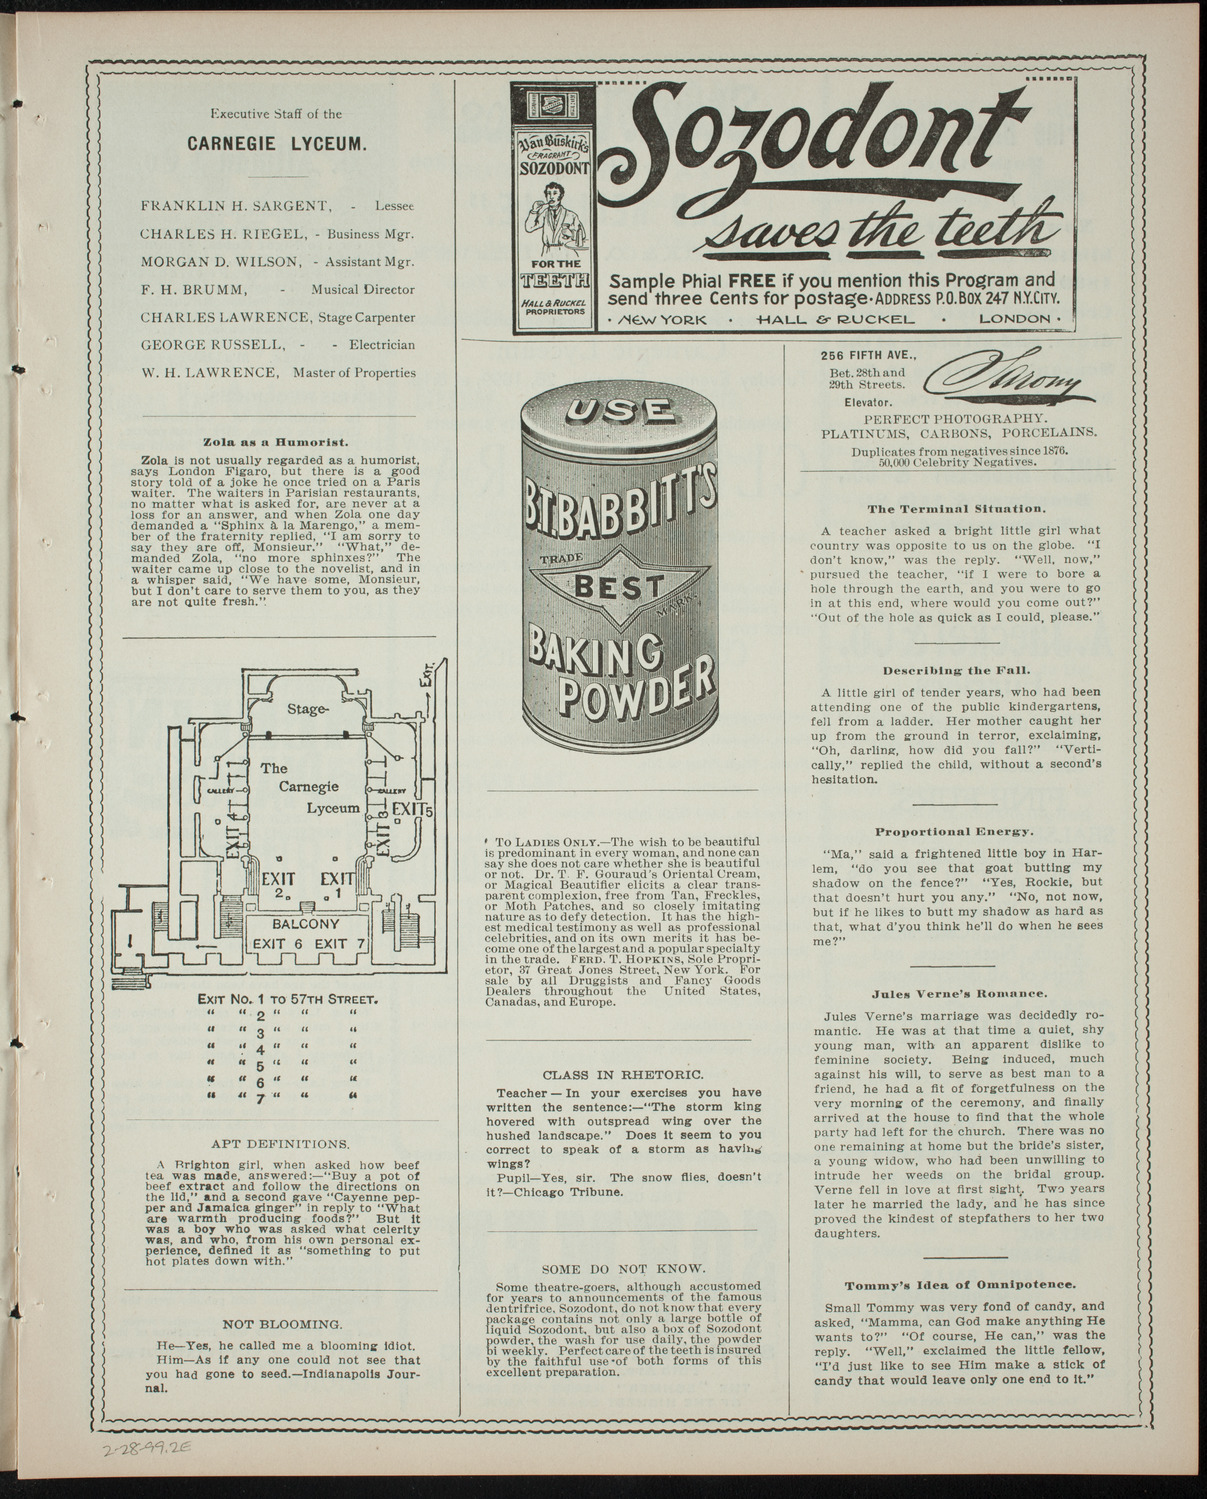 Executive Staff of the
CARNEGIE LYCEUM.
FRANKLIN H. SARGENT, - Lessee
CHARLES H. RIEGEL, - Business Mgr.
MORGAN D. WILSON, - Assistant Mgr.
F. H. BRUMM, - Musical Director
CHARLES LAWRENCE, Stage Carpenter
GEORGE RUSSELL, - - Electrician
W. H. LAWRENCE, Master of Properties
Zola as a Humorist.
Zola is not usually regarded as a humorist,
says London Figaro, but there is a good
story told of a joke he once tried on a Paris
waiter. The waiters in Parisian restaurants,
no matter what is asked for, are never at a
loss for an answer, and when Zola one day
demanded a “Sphinx à la Marengo,” a mem-
ber of the fraternity replied, “I am sorry to
say they are off, Monsieur.” “What,” de-
manded Zola, “no more sphinxes?” The
waiter came up close to the novelist, and in
a whisper said, “We have some, Monsieur,
but I don’t care to serve them to you, as they
are not quite fresh.”
EXIT.
Stage-
The
Carnegie
Lyceum
GALLERY
GALLERY
EXIT 4
EXIT 3
EXIT 5
EXIT
2
EXIT
1
BALCONY
EXIT 6 EXIT 7
EXIT No. 1 TO 57TH STREET.
“ “ 2 “ “ “
“ “ 3 “ “ “
“ “ 4 “ “ “
“ “ 5 “ “ “
“ “ 6 “ “ “
“ “ 7 “ “ “
APT DEFINITIONS.
A Brighton girl, when asked how beef
tea was made, answered:—“Buy a pot of
beef extract and follow the directions on
the lid,” and a second gave “Cayenne pep-
per and Jamaica ginger” in reply to “What
are warmth producing foods?” But it
was a boy who was asked what celerity
was, and who, from his own personal ex-
perience, defined it as “something to put
hot plates down with.”
NOT BLOOMING.
He—Yes, he called me a blooming idiot.
Him—As if any one could not see that
you had gone to seed.—Indianapolis Jour-
nal.
Van Buskirk's
FRAGRANT
SOZODONT
FOR THE
TEETH
HALL & RUCKEL
PROPRIETORS
Sozodont
saves the teeth
Sample Phial FREE if you mention this Program and
send three Cents for postage·ADDRESS P.O.BOX 247 N.Y.CITY.
· NEW YORK · HALL & RUCKEL · LONDON ·
USE
B.T. BABBITT'S
TRADE
BEST
MARK
BAKING
POWDER
TO LADIES ONLY.—The wish to be beautiful
is predominant in every woman, and none can
say she does not care whether she is beautiful
or not. Dr. T. F. Gouraud’s Oriental Cream,
or Magical Beautifier elicits a clear trans-
parent complexion, free from Tan, Freckles,
or Moth Patches, and so closely imitating
nature as to defy detection. It has the high-
est medical testimony as well as professional
celebrities, and on its own merits it has be-
come one of the largest and a popular specialty
in the trade. FERD. T. HOPKINS, Sole Propri-
etor, 37 Great Jones Street, New York. For
sale by all Druggists and Fancy Goods
Dealers throughout the United States,
Canadas, and Europe.
CLASS IN RHETORIC.
Teacher — In your exercises you have
written the sentence:—“The storm king
hovered with outspread wing over the
hushed landscape.” Does it seem to you
correct to speak of a storm as having
wings?
Pupil—Yes, sir. The snow flies, doesn’t
it?—Chicago Tribune.
SOME DO NOT KNOW.
Some theatre-goers, although accustomed
for years to announcements of the famous
dentrifrice, Sozodont, do not know that every
package contains not only a large bottle of
liquid Sozodont, but also a box of Sozodont
powder, the wash for use daily, the powder
bi weekly. Perfect care of the teeth is insured
by the faithful use of both forms of this
excellent preparation.
256 FIFTH AVE.,
Bet. 28th and
29th Streets.
Elevator.
Sarony
PERFECT PHOTOGRAPHY.
PLATINUMS, CARBONS, PORCELAINS.
Duplicates from negatives since 1876.
50,000 Celebrity Negatives.
The Terminal Situation.
A teacher asked a bright little girl what
country was opposite to us on the globe. “I
don’t know,” was the reply. “Well, now,”
pursued the teacher, “if I were to bore a
hole through the earth, and you were to go
in at this end, where would you come out?”
“Out of the hole as quick as I could, please.”
Describing the Fall.
A little girl of tender years, who had been
attending one of the public kindergartens,
fell from a ladder. Her mother caught her
up from the ground in terror, exclaiming,
“Oh, darling, how did you fall?” “Verti-
cally,” replied the child, without a second’s
hesitation.
Proportional Energy.
“Ma,” said a frightened little boy in Har-
lem, “do you see that goat butting my
shadow on the fence?” “Yes, Rockie, but
that doesn’t hurt you any.” “No, not now,
but if he likes to butt my shadow as hard as
that, what d’you think he’ll do when he sees
me?”
Jules Verne’s Romance.
Jules Verne’s marriage was decidedly ro-
mantic. He was at that time a quiet, shy
young man, with an apparent dislike to
feminine society. Being induced, much
against his will, to serve as best man to a
friend, he had a fit of forgetfulness on the
very morning of the ceremony, and finally
arrived at the house to find that the whole
party had left for the church. There was no
one remaining at home but the bride’s sister,
a young widow, who had been unwilling to
intrude her weeds on the bridal group.
Verne fell in love at first sight. Two years
later he married the lady, and he has since
proved the kindest of stepfathers to her two
daughters.
Tommy’s Idea of Omnipotence.
Small Tommy was very fond of candy, and
asked, “Mamma, can God make anything He
wants to?” “Of course, He can,” was the
reply. “Well,” exclaimed the little fellow,
“I’d just like to see Him make a stick of
candy that would leave only one end to it.”
2-28-99.2E